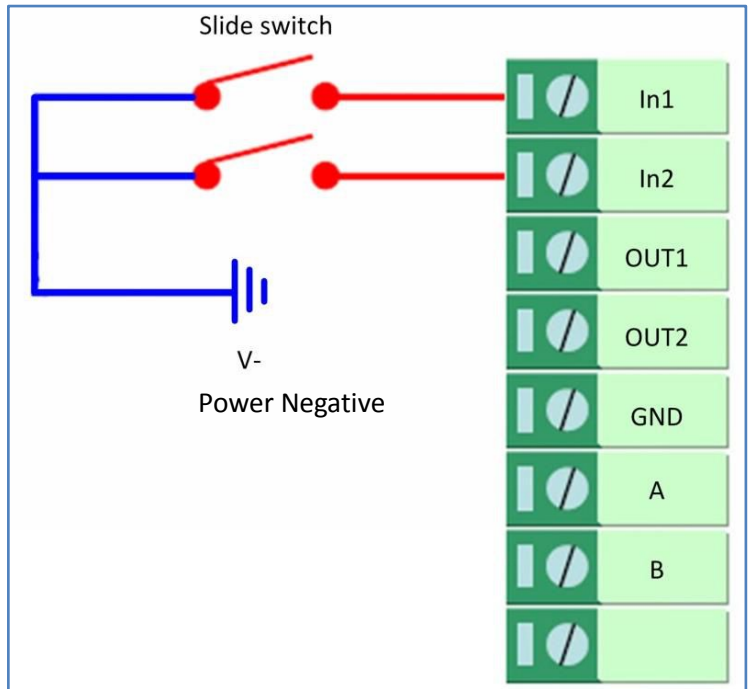 Slide switch
In1
In2
OUT1
OUT2
V-
Power Negative
GND
A
B